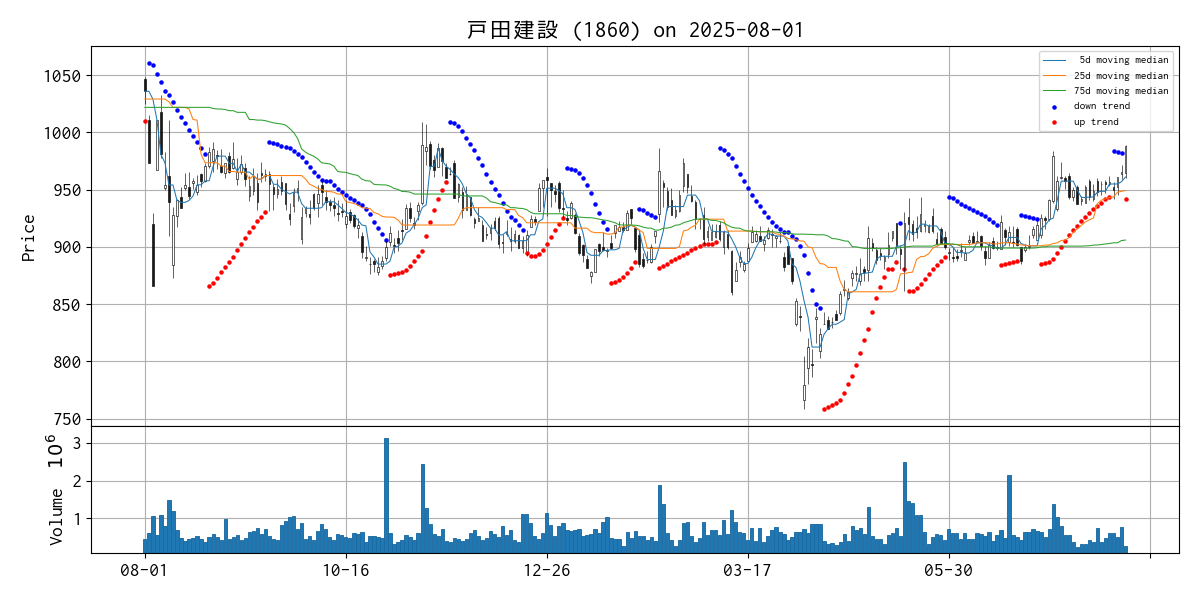 戸田建設 (1860) on 2025-08-01
5d moving median
25d moving median
75d moving median
down trend
up trend
Price
1050
1000
950
900
850
800
750
Volume 10^6
3
2
1
08-01 10-16 12-26 03-17 05-30